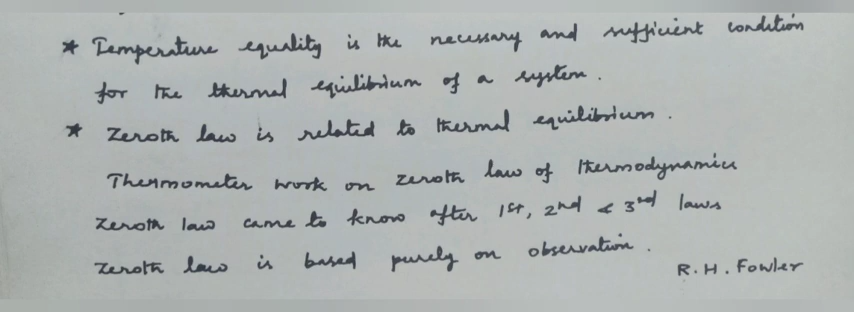 * Temperature equality is the necessary and sufficient condition
for the thermal equilibrium of a system.
* Zeroth law is related to thermal equilibrium.
Thermometer work on zeroth law of thermodynamics
Zeroth law came to know after 1st, 2nd & 3rd laws
Zeroth law is based purely on observation.
R.H. Fowler